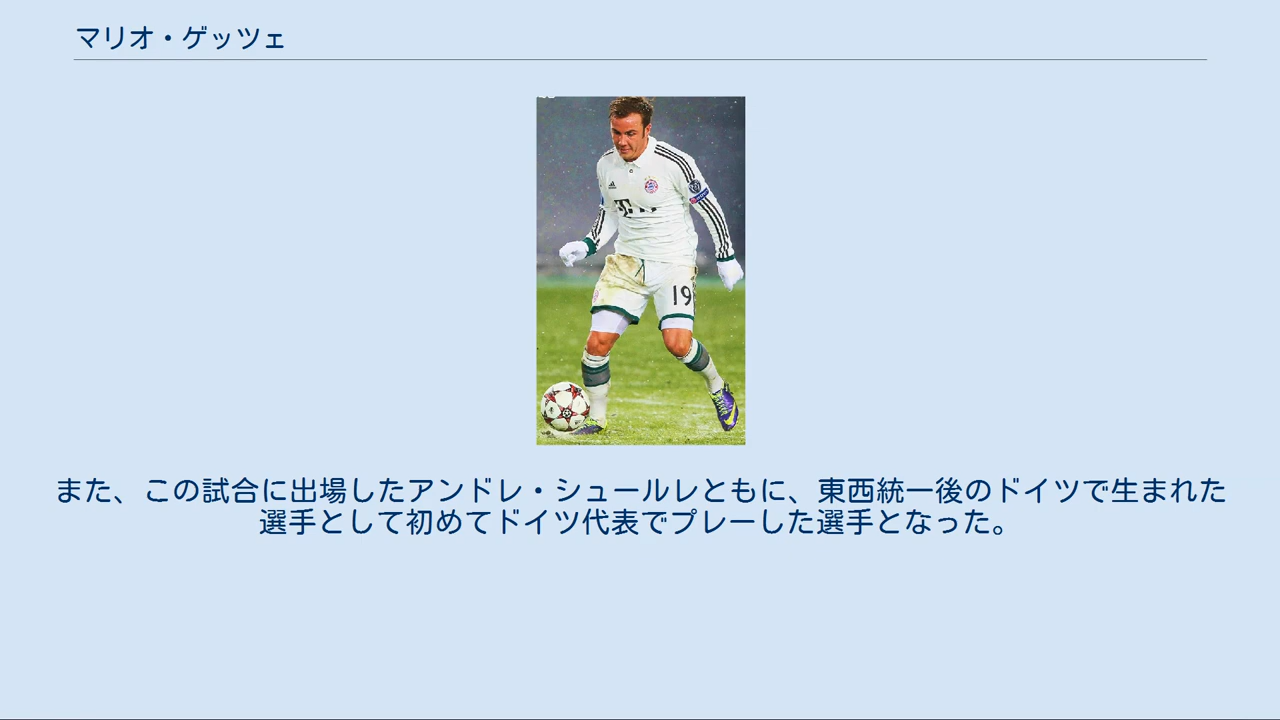 マリオ・ゲッツェ
19
また、この試合に出場したアンドレ・シュールレともに、東西統一後のドイツで生まれた
選手として初めてドイツ代表でプレーした選手となった。